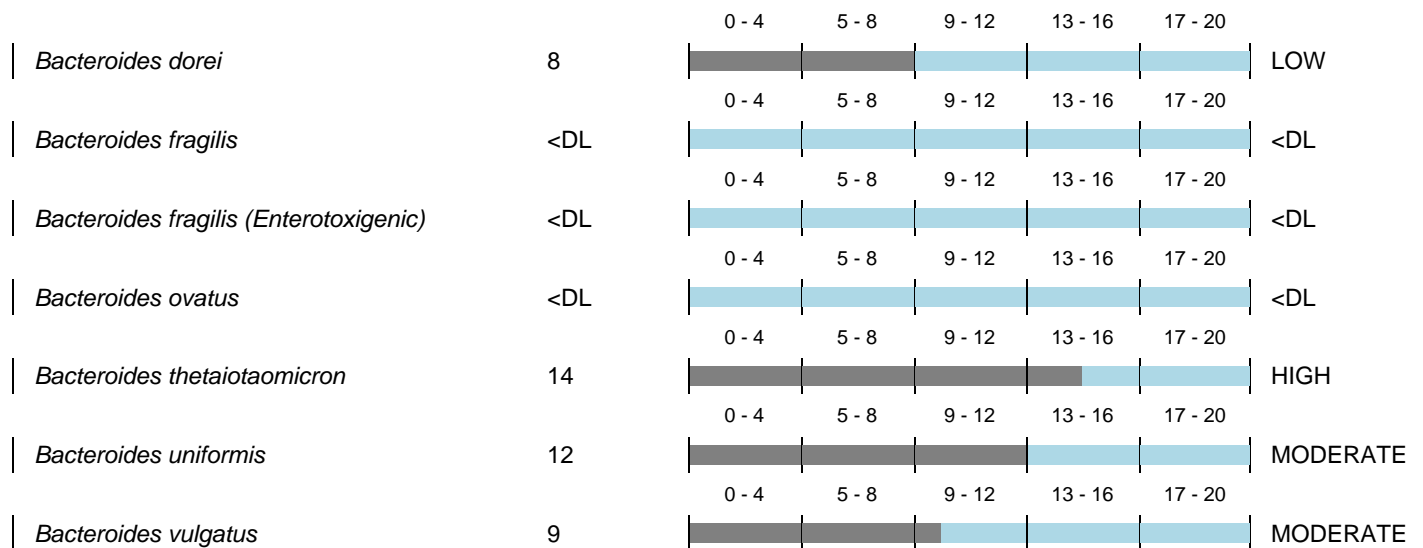 0 - 4 5 - 8 9 - 12 13 - 16 17 - 20
Bacteroides dorei 8 LOW
0 - 4 5 - 8 9 - 12 13 - 16 17 - 20
Bacteroides fragilis <DL <DL
0 - 4 5 - 8 9 - 12 13 - 16 17 - 20
Bacteroides fragilis (Enterotoxigenic) <DL <DL
0 - 4 5 - 8 9 - 12 13 - 16 17 - 20
Bacteroides ovatus <DL <DL
0 - 4 5 - 8 9 - 12 13 - 16 17 - 20
Bacteroides thetaiotaomicron 14 HIGH
0 - 4 5 - 8 9 - 12 13 - 16 17 - 20
Bacteroides uniformis 12 MODERATE
0 - 4 5 - 8 9 - 12 13 - 16 17 - 20
Bacteroides vulgatus 9 MODERATE